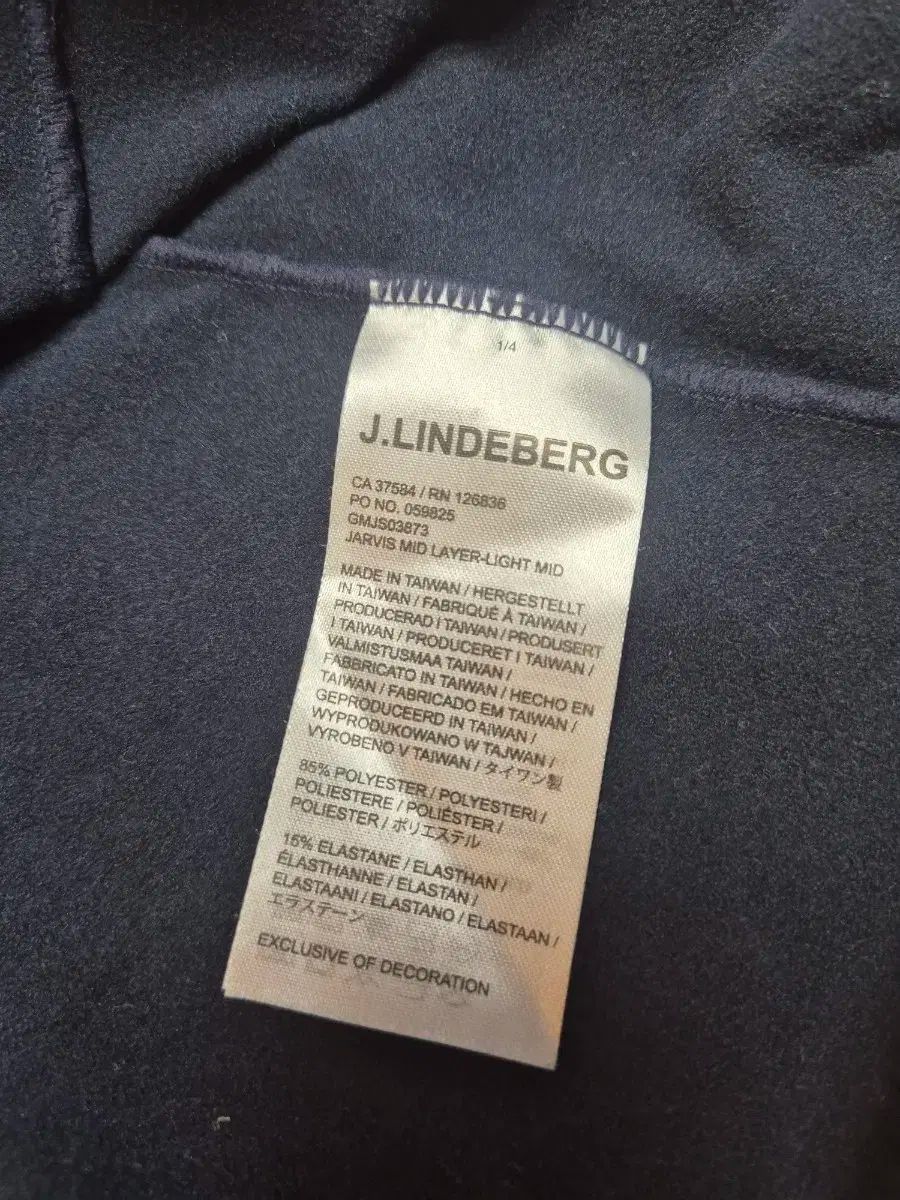 1/4
J.LINDEBERG
CA 37584 / RN 126836
PO NO. 059825
GMJS03873
JARVIS MID LAYER-LIGHT MID
MADE IN TAIWAN / HERGESTELLT
IN TAIWAN / FABRIQUÉ À TAIWAN /
PRODUCERAD I TAIWAN / PRODUSERT
I TAIWAN / PRODUCERET I TAIWAN /
VALMISTUSMAA TAIWAN /
FABBRICATO IN TAIWAN / HECHO EN
TAIWAN / FABRICADO EM TAIWAN /
GEPRODUCEERD IN TAIWAN /
WYPRODUKOWANO W TAJWAN /
VYROBENO V TAIWAN / タイワン製
85% POLYESTER / POLYESTERI /
POLIESTERE / POLIÉSTER /
POLIESTER / ポリエステル
15% ELASTANE / ELASTHAN /
ÉLASTHANNE / ELASTAN /
ELASTAANI / ELASTANO / ELASTAAN /
エラステーン
EXCLUSIVE OF DECORATION